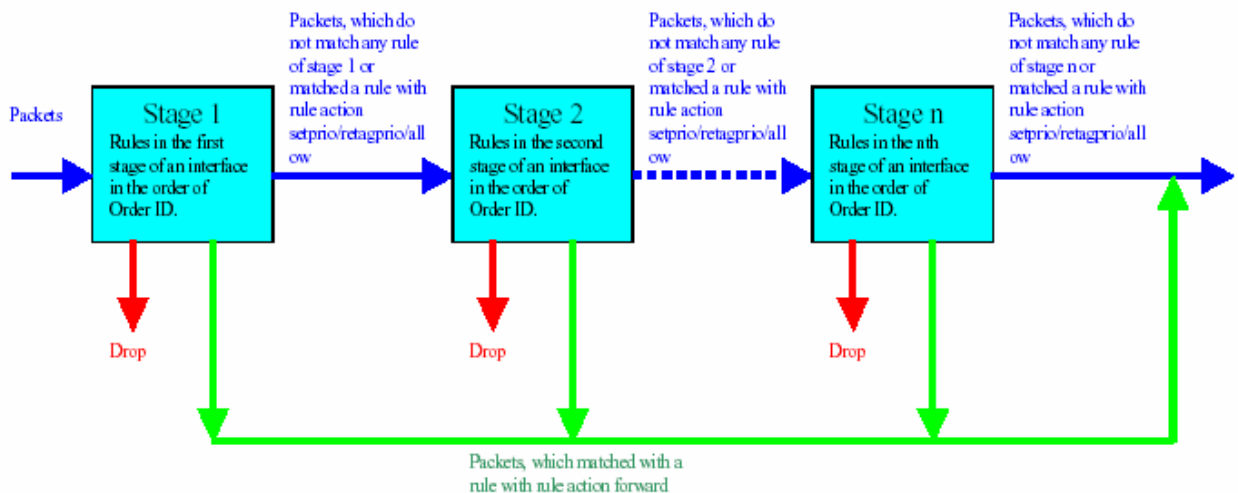 Packets, which do
not match any rule
of stage 1 or
matched a rule with
rule action
setprio/retagprio/all
ow
Packets, which do
not match any rule
of stage 2 or
matched a rule with
rule action
setprio/retagprio/all
ow
Packets, which do
not match any rule
of stage n or
matched a rule with
rule action
setprio/retagprio/all
ow
Packets
Stage 1
Rules in the first
stage of an interface
in the order of
Order ID.
Stage 2
Rules in the second
stage of an interface
in the order of
Order ID.
Stage n
Rules in the nth
stage of an interface
in the order of
Order ID.
Drop
Drop
Drop
Packets, which matched with a
rule with rule action forward